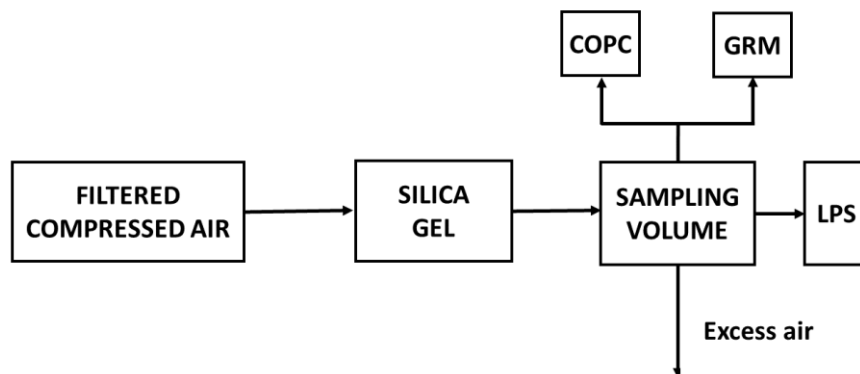 COPC
GRM
FILTERED
COMPRESSED AIR
SILICA
GEL
SAMPLING
VOLUME
LPS
Excess air